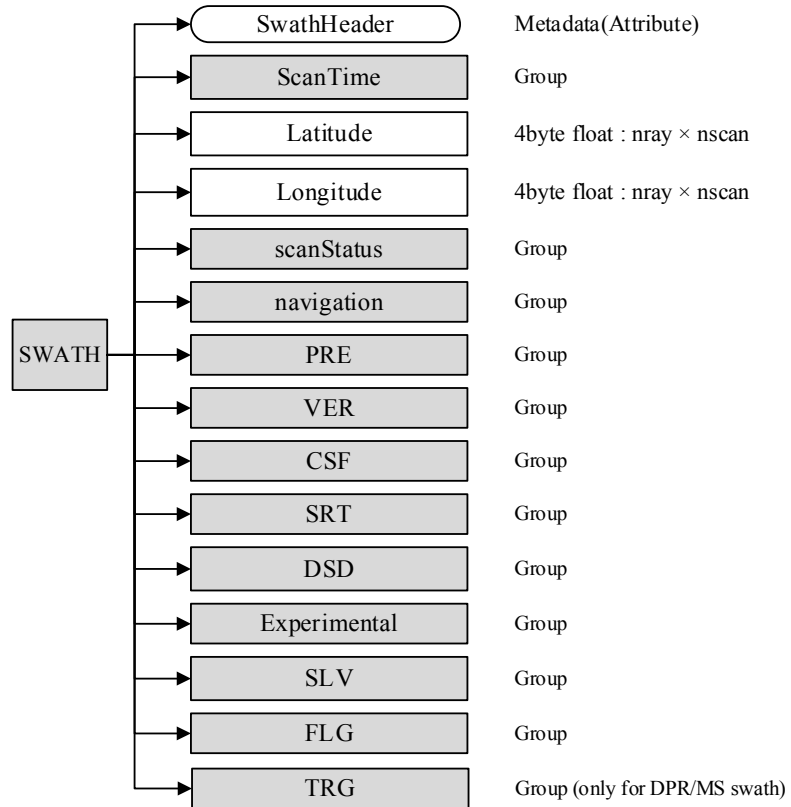 SwathHeader Metadata(Attribute)
ScanTime Group
Latitude 4byte float : nray × nscan
Longitude 4byte float : nray × nscan
scanStatus Group
navigation Group
SWATH
PRE Group
VER Group
CSF Group
SRT Group
DSD Group
Experimental Group
SLV Group
FLG Group
TRG Group (only for DPR/MS swath)